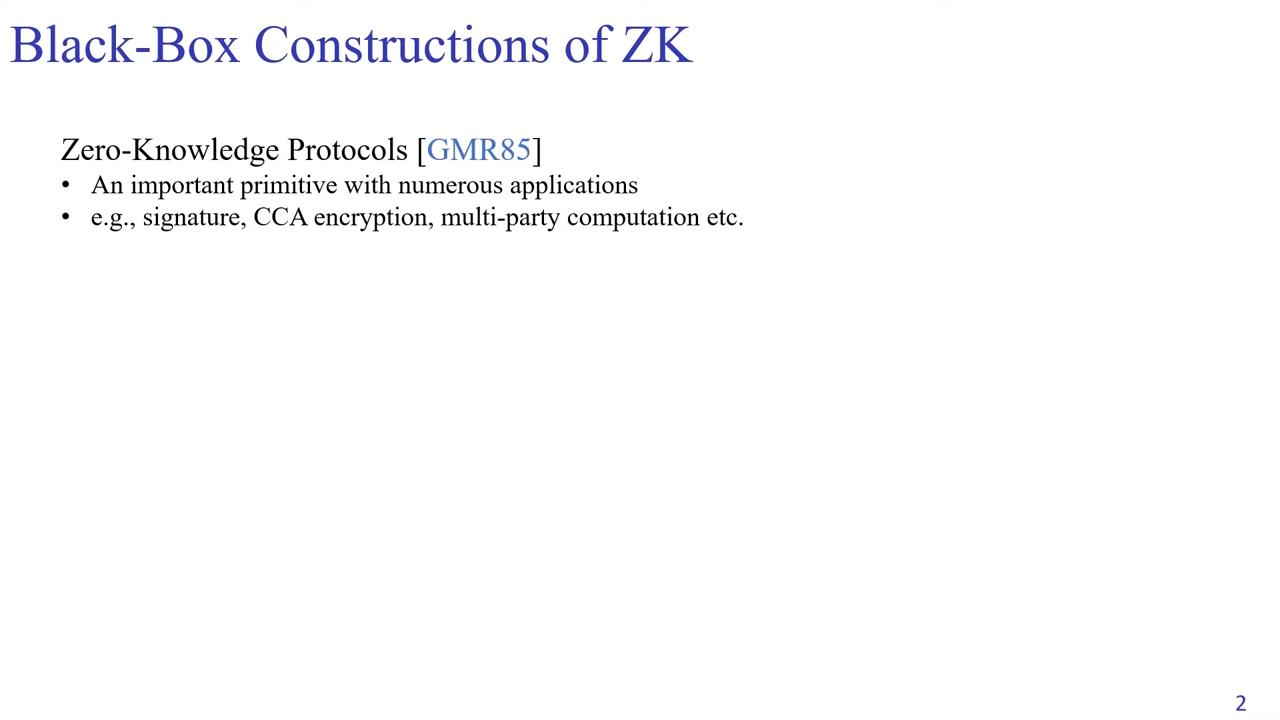 Black-Box Constructions of ZK
Zero-Knowledge Protocols [GMR85]
• An important primitive with numerous applications
• e.g., signature, CCA encryption, multi-party computation etc.
2